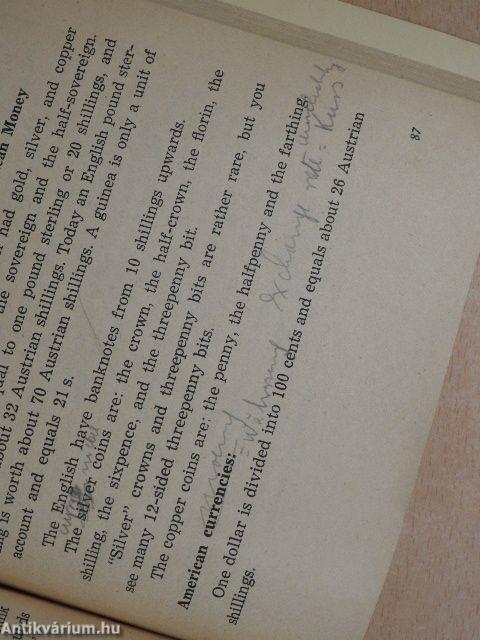 an Money
had gold, silver, and copper
the sovereign and the half-sovereign.
ual to one pound sterling or 20 shillings, and
about 32 Austrian shillings. Today an English pound ster-
ng is worth about 70 Austrian shillings. A guinea is only a unit of
account and equals 21 s.
The English have banknotes from 10 shillings upwards.
The silver coins are: the crown, the half-crown, the florin, the
shilling, the sixpence, and the threepenny bit.
"Silver" crowns and threepenny bits are rather rare, but you
see many 12-sided threepenny bits.
The copper coins are: the penny, the halfpenny and the farthing.
American currencies:
= Währung Exchange rate = Kurs
One dollar is divided into 100 cents and equals about 26 Austrian
shillings.
87
Antikvárium.hu